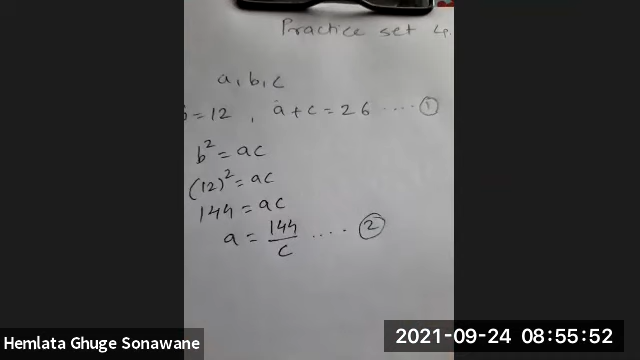 Practice set 4.
a, b, c
b = 12 , a + c = 26 .... ①
b² = ac
(12)² = ac
144 = ac
a = 144/c .... ②
Hemlata Ghuge Sonawane
2021-09-24 08:55:52